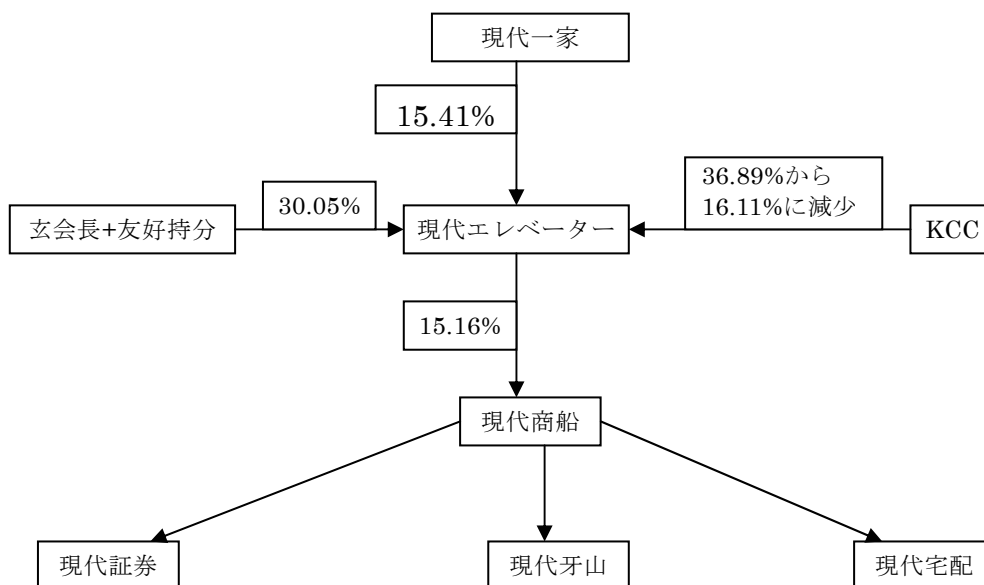 現代一家
15.41%
36.89%から
16.11%に減少
30.05%
玄会長+友好持分
現代エレベーター
KCC
15.16%
現代商船
現代証券
現代牙山
現代宅配